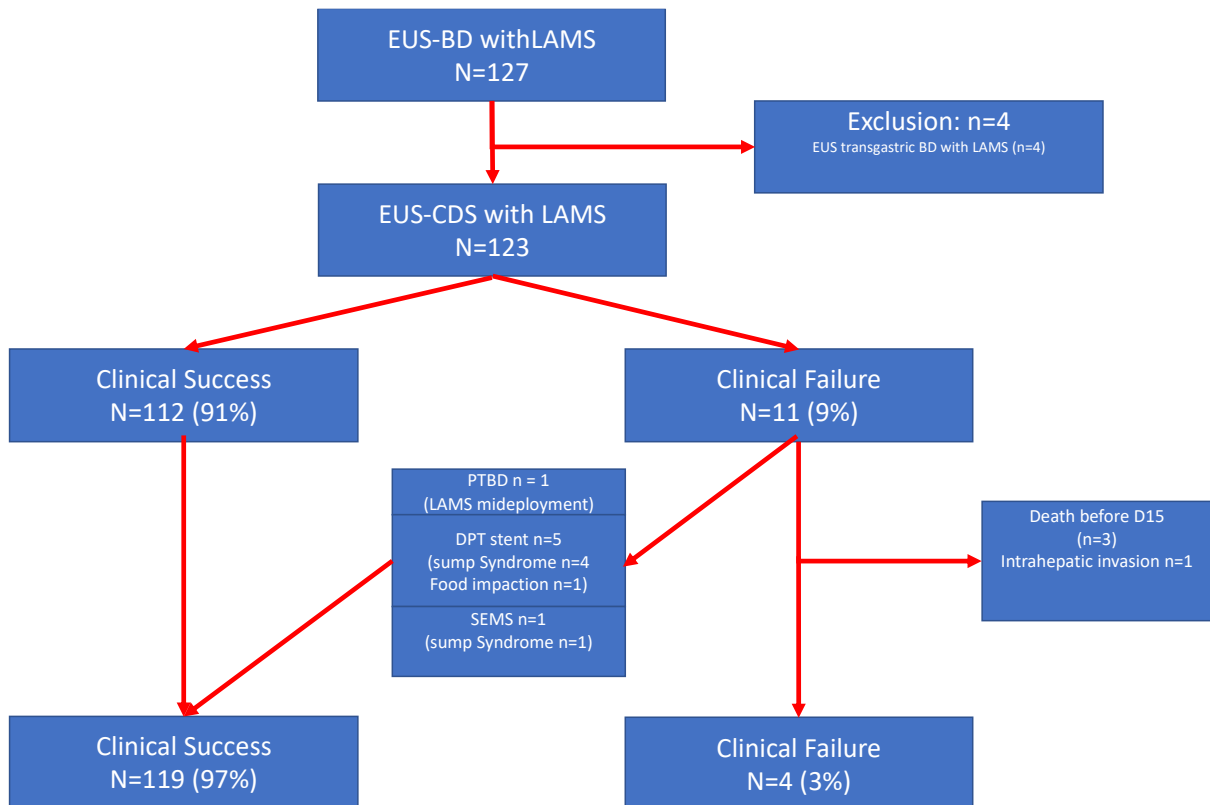 EUS-BD withLAMS
N=127
Exclusion: n=4
EUS transgastric BD with LAMS (n=4)
EUS-CDS with LAMS
N=123
Clinical Success
N=112 (91%)
Clinical Failure
N=11 (9%)
PTBD n = 1
(LAMS mideployment)
DPT stent n=5
(sump Syndrome n=4
Food impaction n=1)
SEMS n=1
(sump Syndrome n=1)
Death before D15
(n=3)
Intrahepatic invasion n=1
Clinical Success
N=119 (97%)
Clinical Failure
N=4 (3%)